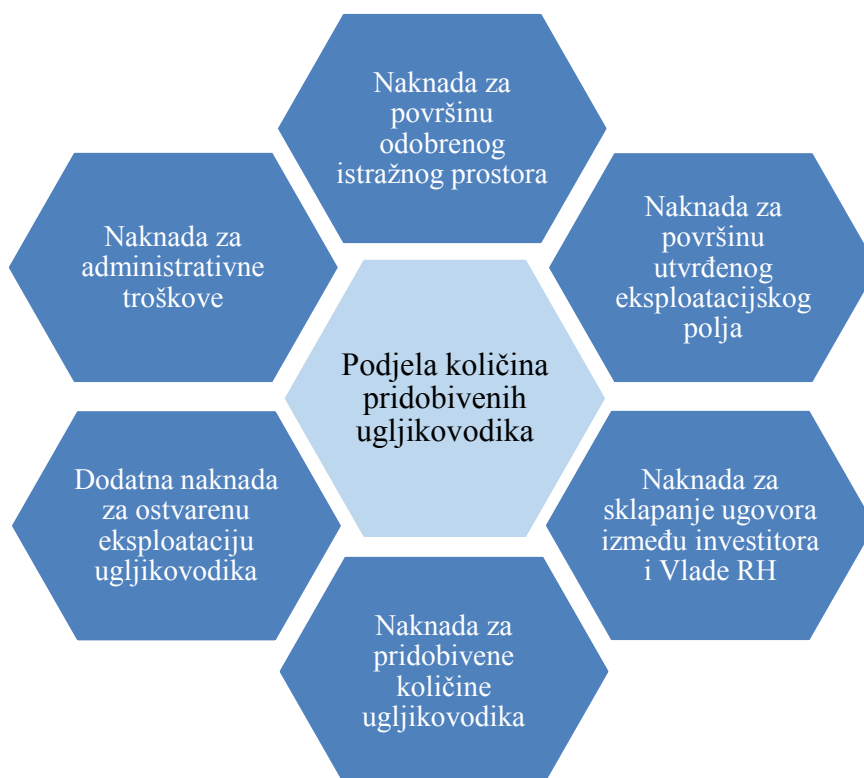 Naknada za
površinu
odobrenog
istražnog prostora
Naknada za
administrativne
troškove
Naknada za
površinu
utvrđenog
eksploatacijskog
polja
Podjela količina
pridobivenih
ugljikovodika
Dodatna naknada
za ostvarenu
eksploataciju
ugljikovodika
Naknada za
sklapanje ugovora
između investitora
i Vlade RH
Naknada za
pridobivene
količine
ugljikovodika